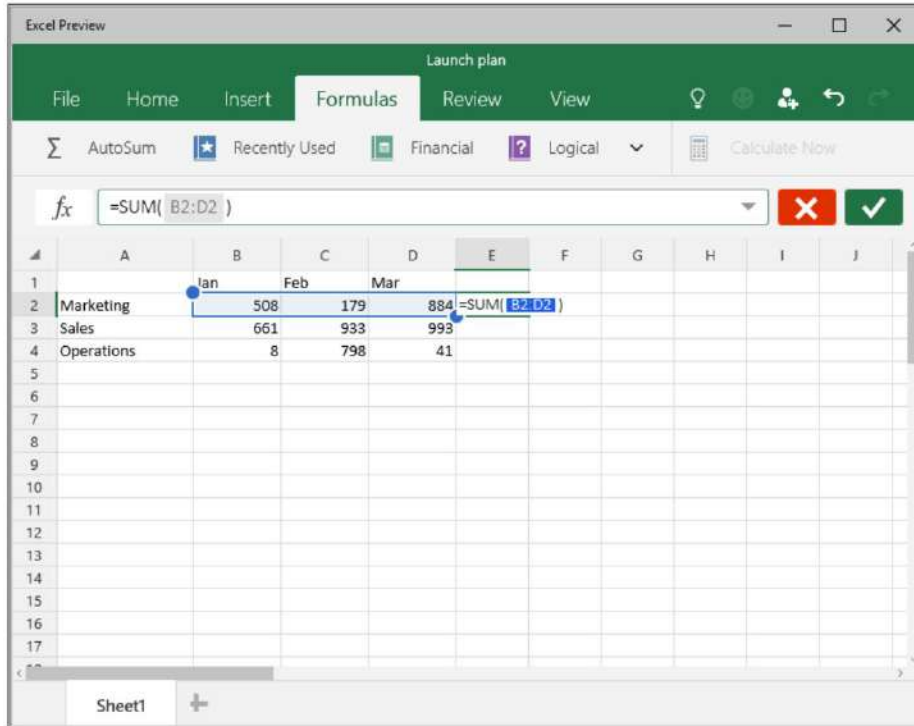 Excel Preview
Launch plan
File Home Insert Formulas Review View
AutoSum Recently Used Financial Logical Calculate Now
fx =SUM( B2:D2 )
A B C D E F G H I J
1 Jan Feb Mar
2 Marketing 508 179 884 =SUM( B2:D2 )
3 Sales 661 933 993
4 Operations 8 798 41
5
6
7
8
9
10
11
12
13
14
15
16
17
Sheet1